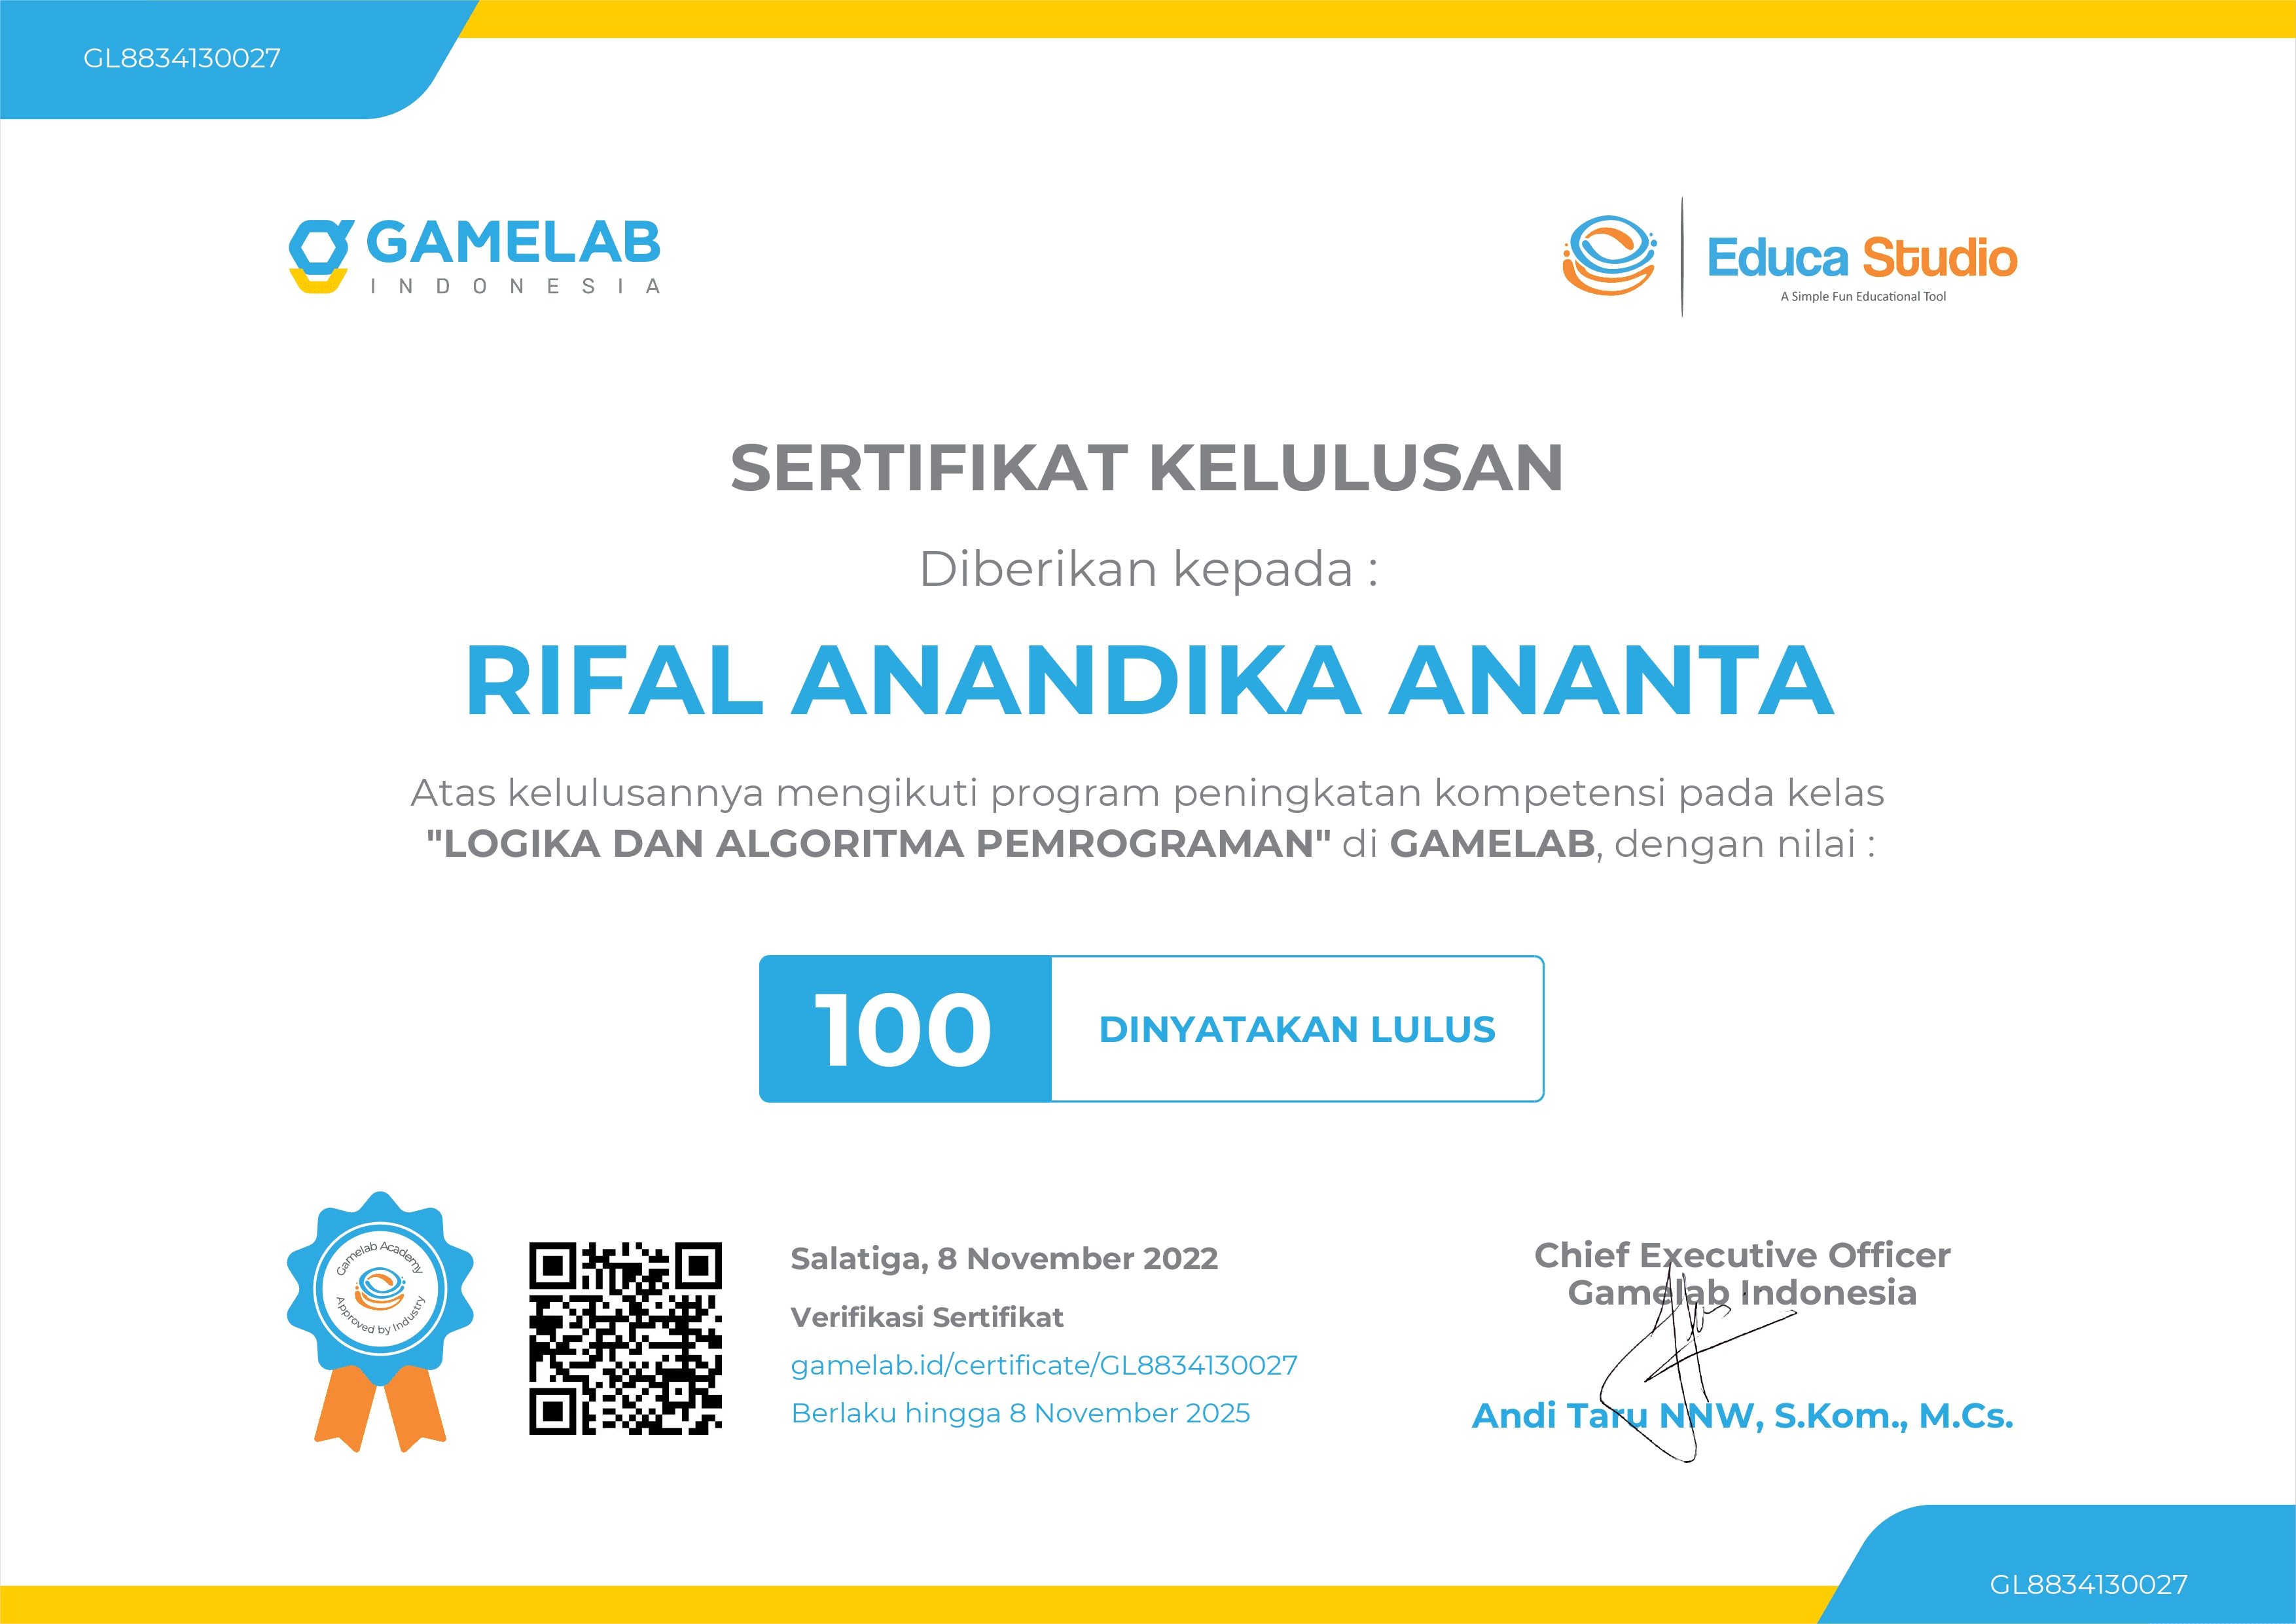 GL8834130027
GAMELAB
INDONESIA
Educa Studio
A Simple Fun Educational Tool
SERTIFIKAT KELULUSAN
Diberikan kepada :
RIFAL ANANDIKA ANANTA
Atas kelulusannya mengikuti program peningkatan kompetensi pada kelas
"LOGIKA DAN ALGORITMA PEMROGRAMAN" di GAMELAB, dengan nilai :
100
DINYATAKAN LULUS
Gamelab Academy
Approved by Industry
Salatiga, 8 November 2022
Verifikasi Sertifikat
gamelab.id/certificate/GL8834130027
Berlaku hingga 8 November 2025
Chief Executive Officer
Gamelab Indonesia
Andi Taru NNW, S.Kom., M.Cs.
GL8834130027